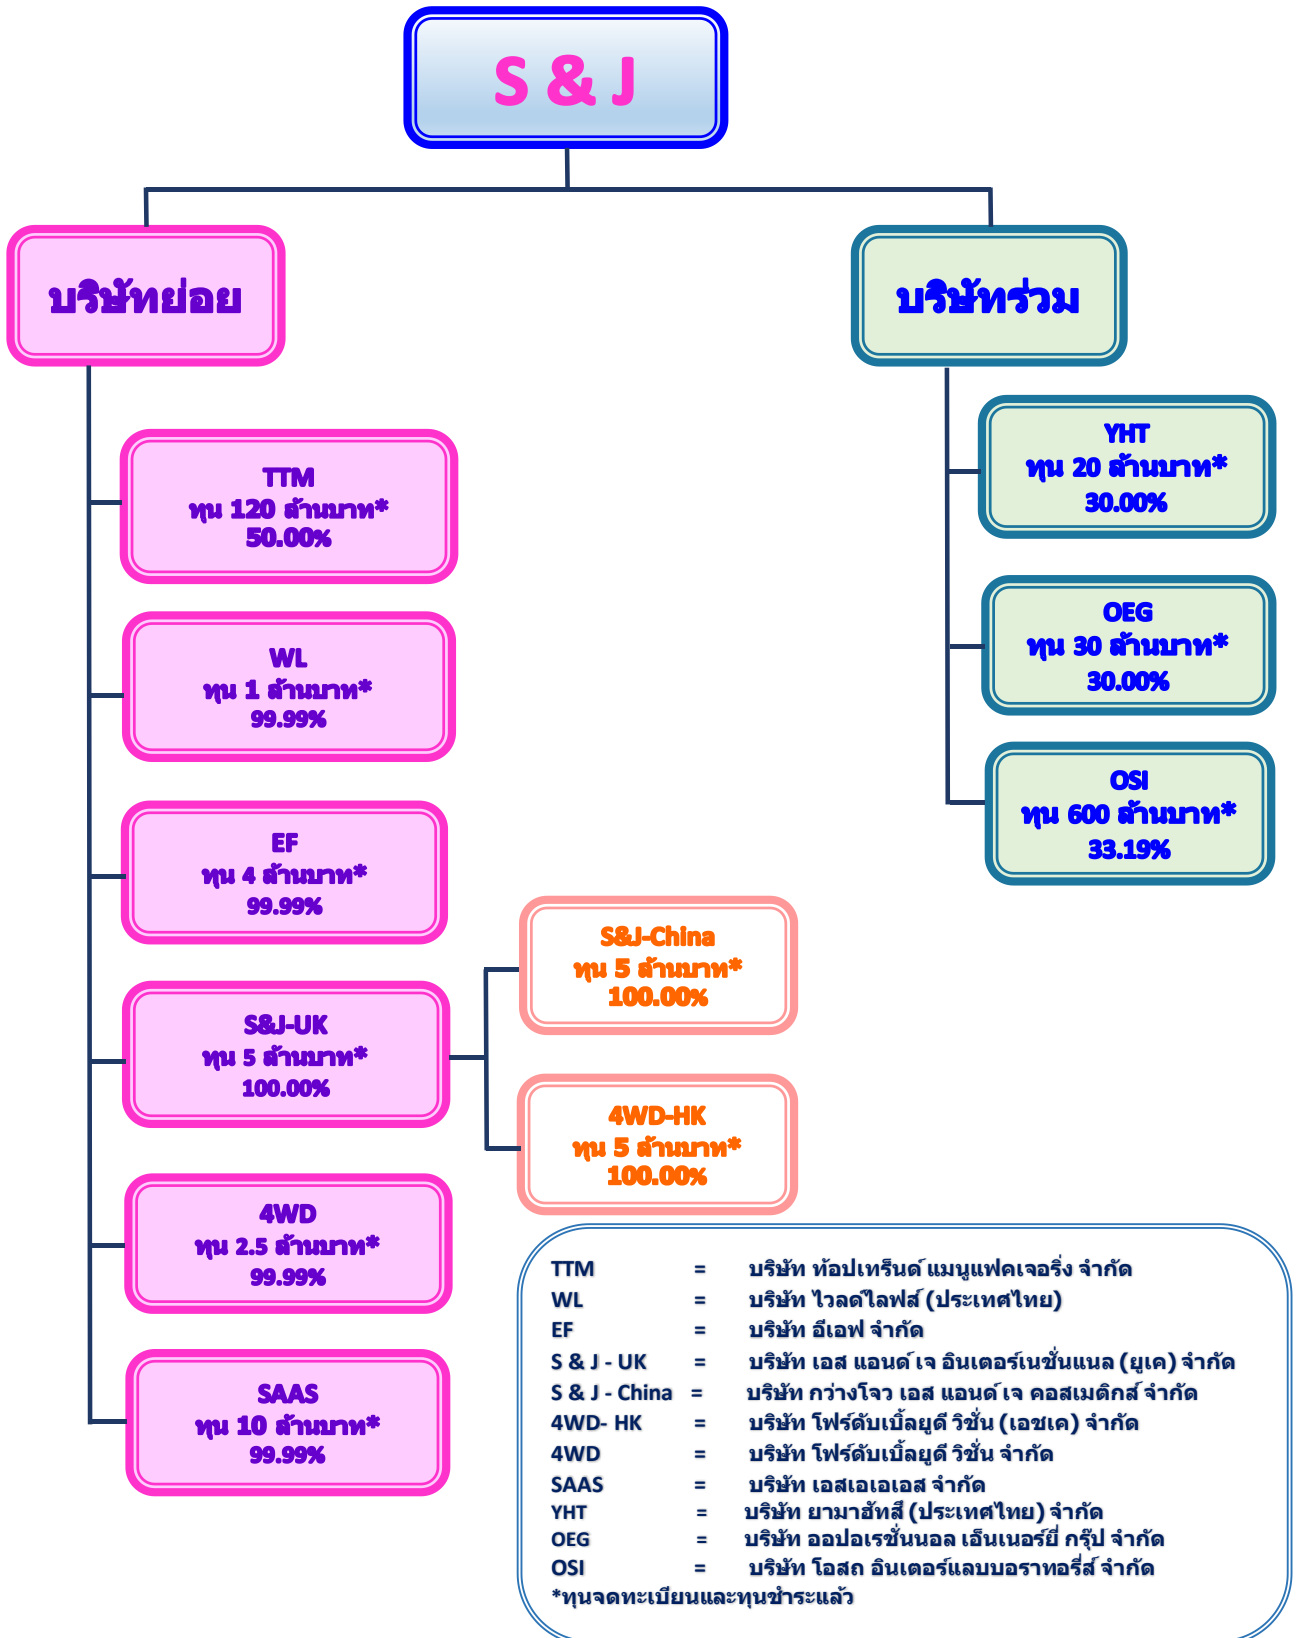 S & J
บริษัทย่อย
บริษัทร่วม
TTM
ทุน 120 ล้านบาท*
50.00%
WL
ทุน 1 ล้านบาท*
99.99%
EF
ทุน 4 ล้านบาท*
99.99%
S&J-UK
ทุน 5 ล้านบาท*
100.00%
S&J-China
ทุน 5 ล้านบาท*
100.00%
4WD-HK
ทุน 5 ล้านบาท*
100.00%
4WD
ทุน 2.5 ล้านบาท*
99.99%
SAAS
ทุน 10 ล้านบาท*
99.99%
YHT
ทุน 20 ล้านบาท*
30.00%
OEG
ทุน 30 ล้านบาท*
30.00%
OSI
ทุน 600 ล้านบาท*
33.19%
TTM = บริษัท ท้อปเทร็นด์ แมนูแฟคเจอริ่ง จำกัด
WL = บริษัท ไวลด์ไลฟส์ (ประเทศไทย)
EF = บริษัท อีเอฟ จำกัด
S & J - UK = บริษัท เอส แอนด์ เจ อินเตอร์เนชั่นแนล (ยูเค) จำกัด
S & J - China = บริษัท กว่างโจว เอส แอนด์ เจ คอสเมติกส์ จำกัด
4WD- HK = บริษัท โฟร์ดับเบิ้ลยูดี วิชั่น (เอชเค) จำกัด
4WD = บริษัท โฟร์ดับเบิ้ลยูดี วิชั่น จำกัด
SAAS = บริษัท เอสเอเอเอส จำกัด
YHT = บริษัท ยามาฮัทสึ (ประเทศไทย) จำกัด
OEG = บริษัท ออปอเรชั่นนอล เอ็นเนอร์ยี่ กรุ๊ป จำกัด
OSI = บริษัท โอสถ อินเตอร์แลบบอราทอรี่ส์ จำกัด
*ทุนจดทะเบียนและทุนชำระแล้ว